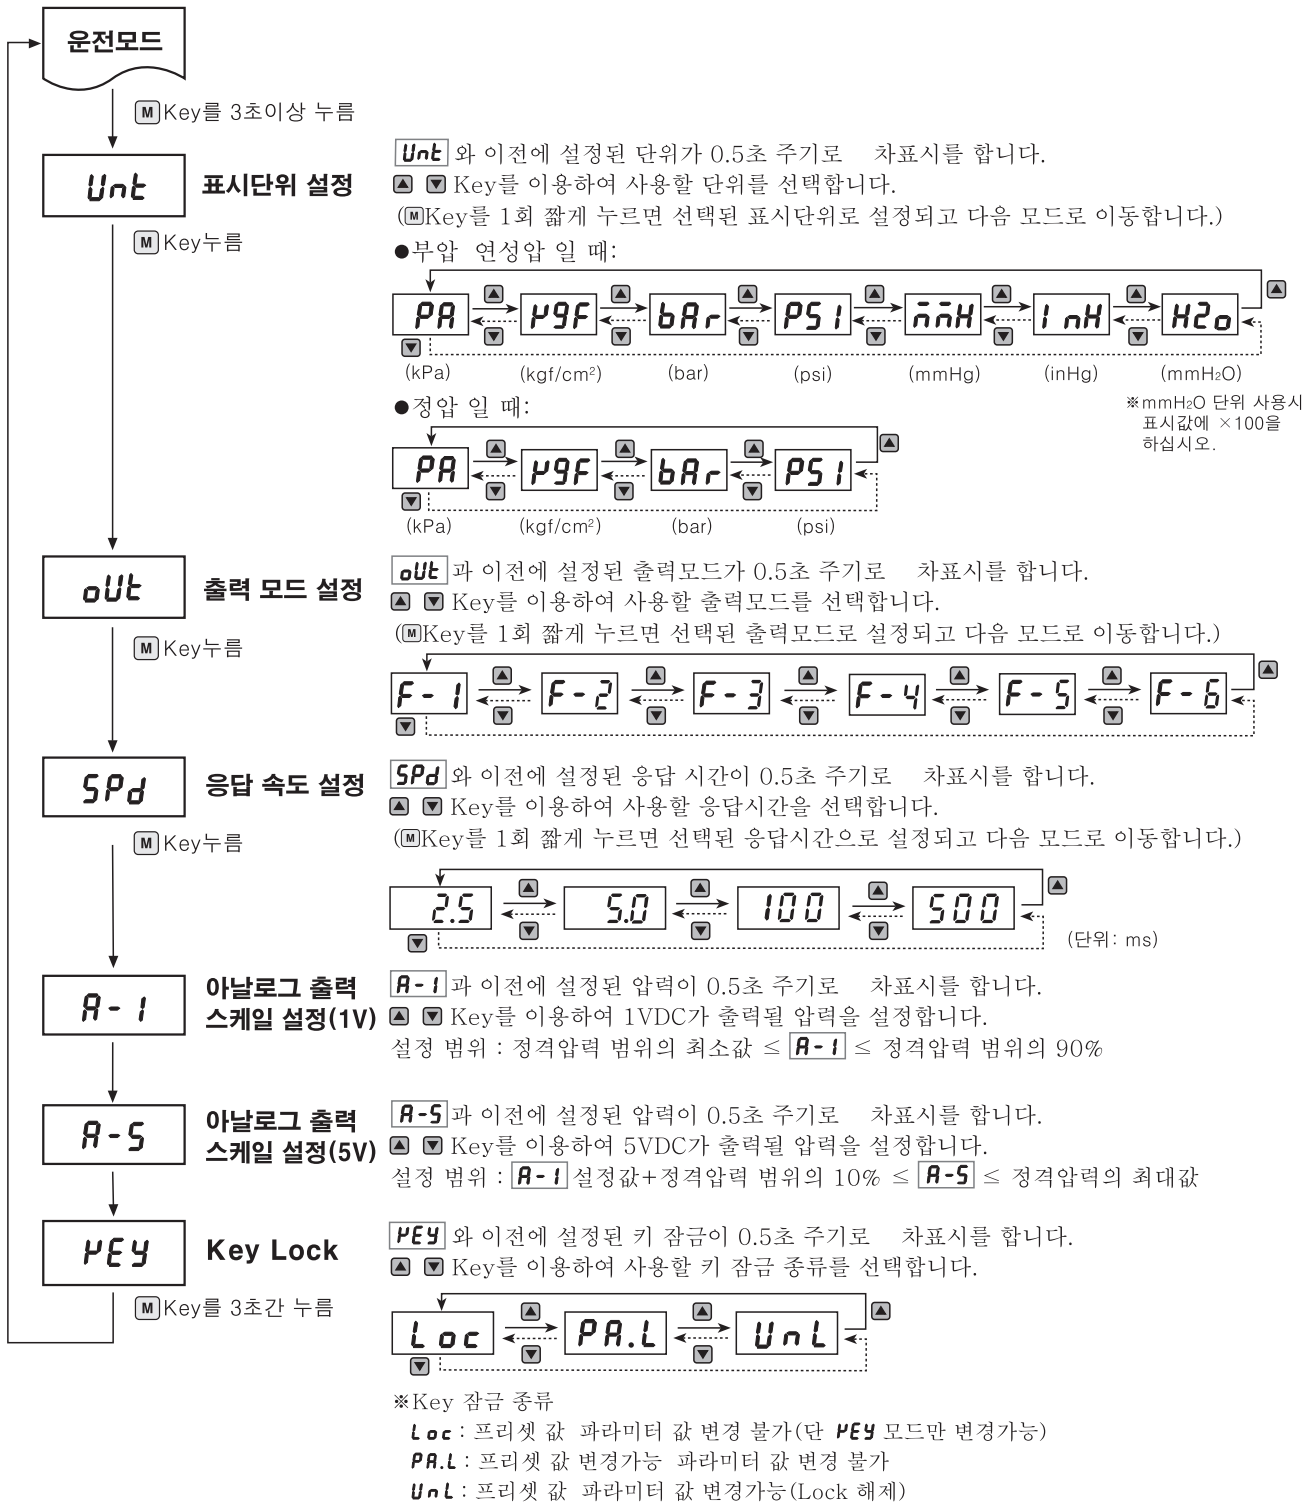 운전모드
M Key를 3초이상 누름
Unt
표시단위 설정
Unt 와 이전에 설정된 단위가 0.5초 주기로 차표시를 합니다.
▲ ▼ Key를 이용하여 사용할 단위를 선택합니다.
(M Key를 1회 짧게 누르면 선택된 표시단위로 설정되고 다음 모드로 이동합니다.)
M Key누름
●부압 연성압 일 때:
▲ ▲ ▲ ▲ ▲ ▲ ▲
PA KgF bAr PSI mmH InH H2o
▼ ▼ ▼ ▼ ▼ ▼ ▼
(kPa) (kgf/cm²) (bar) (psi) (mmHg) (inHg) (mmH₂O)
※mmH₂O 단위 사용시
표시값에 ×100을
하십시오.
●정압 일 때:
▲ ▲ ▲ ▲
PA KgF bAr PSI
▼ ▼ ▼ ▼
(kPa) (kgf/cm²) (bar) (psi)
oUt
출력 모드 설정
oUt 과 이전에 설정된 출력모드가 0.5초 주기로 차표시를 합니다.
▲ ▼ Key를 이용하여 사용할 출력모드를 선택합니다.
(M Key를 1회 짧게 누르면 선택된 출력모드로 설정되고 다음 모드로 이동합니다.)
M Key누름
▲ ▲ ▲ ▲ ▲ ▲
F-1 F-2 F-3 F-4 F-5 F-6
▼ ▼ ▼ ▼ ▼ ▼
SPd
응답 속도 설정
SPd 와 이전에 설정된 응답 시간이 0.5초 주기로 차표시를 합니다.
▲ ▼ Key를 이용하여 사용할 응답시간을 선택합니다.
(M Key를 1회 짧게 누르면 선택된 응답시간으로 설정되고 다음 모드로 이동합니다.)
M Key누름
▲ ▲ ▲ ▲
2.5 5.0 100 500
▼ ▼ ▼ ▼
(단위: ms)
A-1
아날로그 출력
스케일 설정(1V)
A-1 과 이전에 설정된 압력이 0.5초 주기로 차표시를 합니다.
▲ ▼ Key를 이용하여 1VDC가 출력될 압력을 설정합니다.
설정 범위 : 정격압력 범위의 최소값 ≤ A-1 ≤ 정격압력 범위의 90%
A-5
아날로그 출력
스케일 설정(5V)
A-5 과 이전에 설정된 압력이 0.5초 주기로 차표시를 합니다.
▲ ▼ Key를 이용하여 5VDC가 출력될 압력을 설정합니다.
설정 범위 : A-1 설정값+정격압력 범위의 10% ≤ A-5 ≤ 정격압력의 최대값
KEY
Key Lock
KEY 와 이전에 설정된 키 잠금이 0.5초 주기로 차표시를 합니다.
▲ ▼ Key를 이용하여 사용할 키 잠금 종류를 선택합니다.
M Key를 3초간 누름
▲ ▲ ▲
Loc PA.L UnL
▼ ▼ ▼
※Key 잠금 종류
Loc : 프리셋 값 파라미터 값 변경 불가(단 KEY 모드만 변경가능)
PA.L : 프리셋 값 변경가능 파라미터 값 변경 불가
UnL : 프리셋 값 파라미터 값 변경가능(Lock 해제)